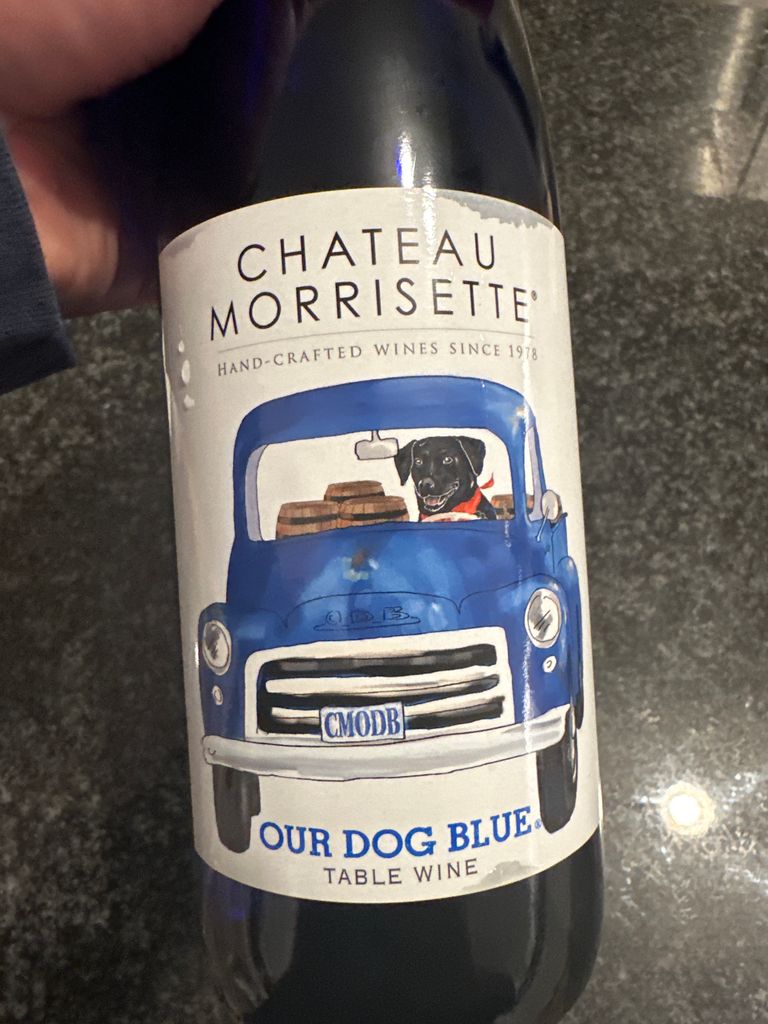 CHATEAU
MORRISETTE®
HAND-CRAFTED WINES SINCE 1978
ODB
CMODB
OUR DOG BLUE®
TABLE WINE